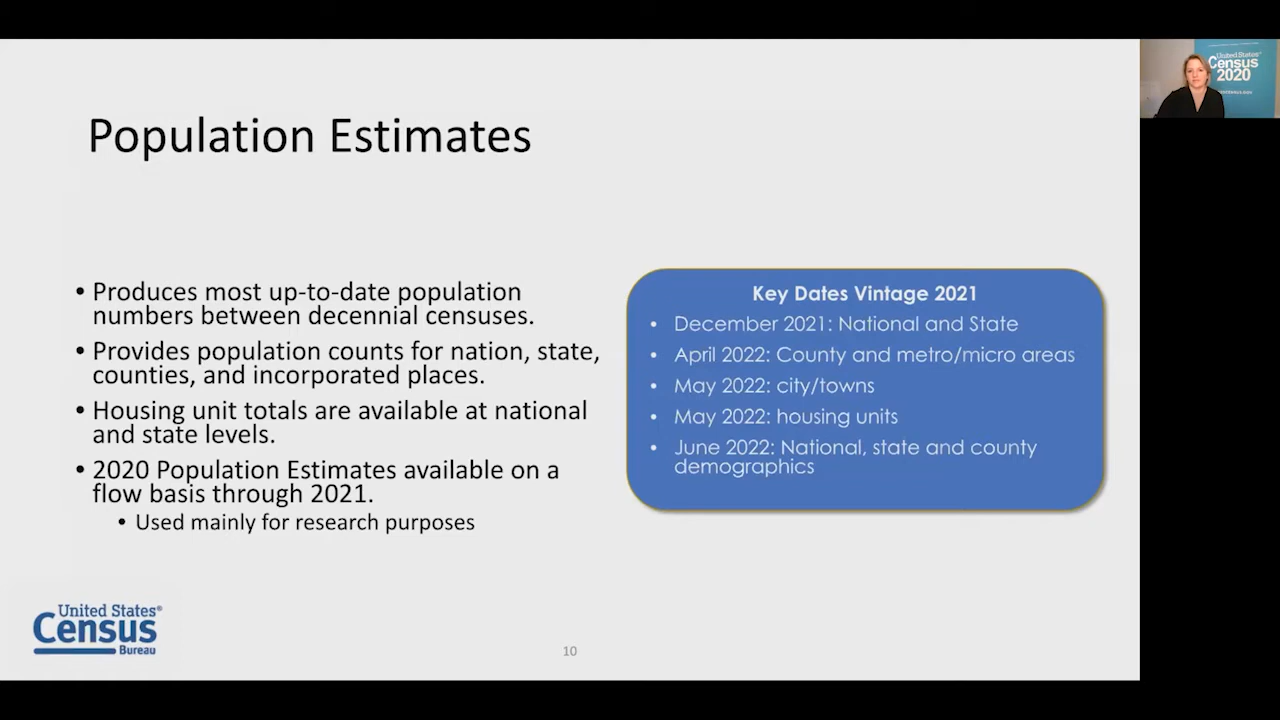 Population Estimates
• Produces most up-to-date population
numbers between decennial censuses.
• Provides population counts for nation, state,
counties, and incorporated places.
• Housing unit totals are available at national
and state levels.
• 2020 Population Estimates available on a
flow basis through 2021.
• Used mainly for research purposes
Key Dates Vintage 2021
• December 2021: National and State
• April 2022: County and metro/micro areas
• May 2022: city/towns
• May 2022: housing units
• June 2022: National, state and county
demographics
United States®
Census
Bureau
10
United States®
Census
2020